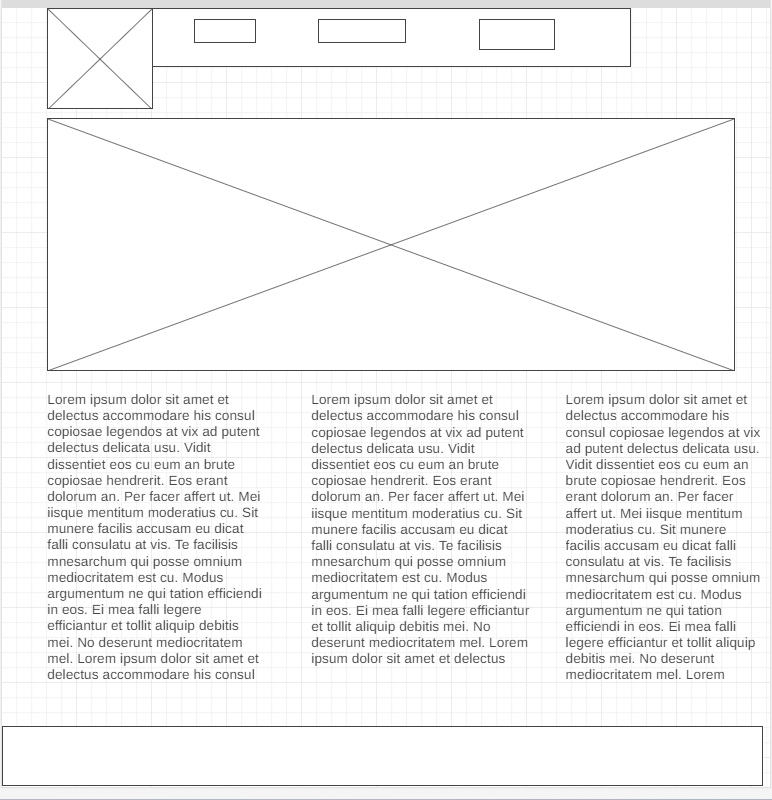 Lorem ipsum dolor sit amet et
delectus accommodare his consul
copiosae legendos at vix ad putent
delectus delicata usu. Vidit
dissentiet eos cu eum an brute
copiosae hendrerit. Eos erant
dolorum an. Per facer affert ut. Mei
iisque mentitum moderatius cu. Sit
munere facilis accusam eu dicat
falli consulatu at vis. Te facilisis
mnesarchum qui posse omnium
mediocritatem est cu. Modus
argumentum ne qui tation efficiendi
in eos. Ei mea falli legere
efficiantur et tollit aliquip debitis
mei. No deserunt mediocritatem
mel. Lorem ipsum dolor sit amet et
delectus accommodare his consul
Lorem ipsum dolor sit amet et
delectus accommodare his consul
copiosae legendos at vix ad putent
delectus delicata usu. Vidit
dissentiet eos cu eum an brute
copiosae hendrerit. Eos erant
dolorum an. Per facer affert ut. Mei
iisque mentitum moderatius cu. Sit
munere facilis accusam eu dicat
falli consulatu at vis. Te facilisis
mnesarchum qui posse omnium
mediocritatem est cu. Modus
argumentum ne qui tation efficiendi
in eos. Ei mea falli legere efficiantur
et tollit aliquip debitis mei. No
deserunt mediocritatem mel. Lorem
ipsum dolor sit amet et delectus
Lorem ipsum dolor sit amet et
delectus accommodare his
consul copiosae legendos at vix
ad putent delectus delicata usu.
Vidit dissentiet eos cu eum an
brute copiosae hendrerit. Eos
erant dolorum an. Per facer
affert ut. Mei iisque mentitum
moderatius cu. Sit munere
facilis accusam eu dicat falli
consulatu at vis. Te facilisis
mnesarchum qui posse omnium
mediocritatem est cu. Modus
argumentum ne qui tation
efficiendi in eos. Ei mea falli
legere efficiantur et tollit aliquip
debitis mei. No deserunt
mediocritatem mel. Lorem